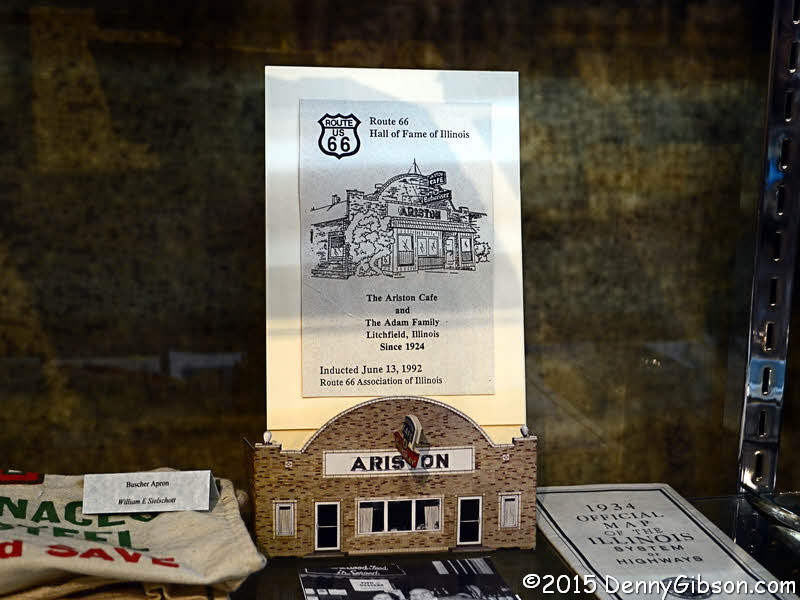 ROUTE
US
66
Route 66
Hall of Fame of Illinois
CAFE
Budweiser
ARISTON
The Ariston Cafe
and
The Adam Family
Litchfield, Illinois
Since 1924
Inducted June 13, 1992
Route 66 Association of Illinois
ARISTON
Buscher Apron
William E Sielschott
NACEO
STEEL
d SAVE
1934
OFFICIAL
MAP
OF THE
ILLINOIS
SYSTEM
OF
HIGHWAYS
©2015 DennyGibson.com